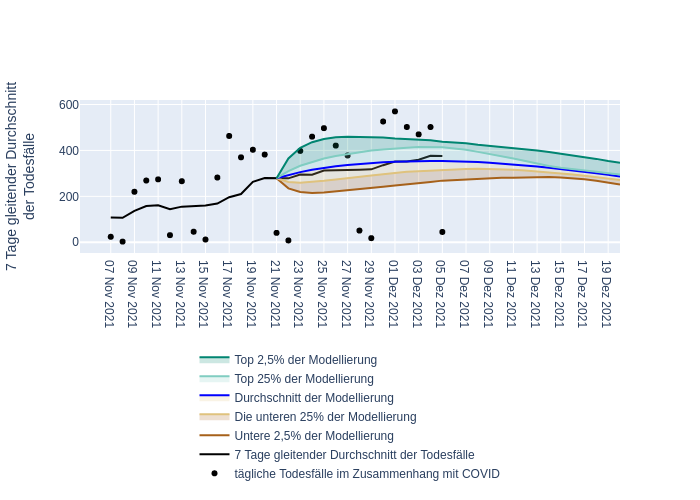 7 Tage gleitender Durchschnitt
der Todesfälle
600
400
200
0
07 Nov 2021
09 Nov 2021
11 Nov 2021
13 Nov 2021
15 Nov 2021
17 Nov 2021
19 Nov 2021
21 Nov 2021
23 Nov 2021
25 Nov 2021
27 Nov 2021
29 Nov 2021
01 Dez 2021
03 Dez 2021
05 Dez 2021
07 Dez 2021
09 Dez 2021
11 Dez 2021
13 Dez 2021
15 Dez 2021
17 Dez 2021
19 Dez 2021
Top 2,5% der Modellierung
Top 25% der Modellierung
Durchschnitt der Modellierung
Die unteren 25% der Modellierung
Untere 2,5% der Modellierung
7 Tage gleitender Durchschnitt der Todesfälle
tägliche Todesfälle im Zusammenhang mit COVID